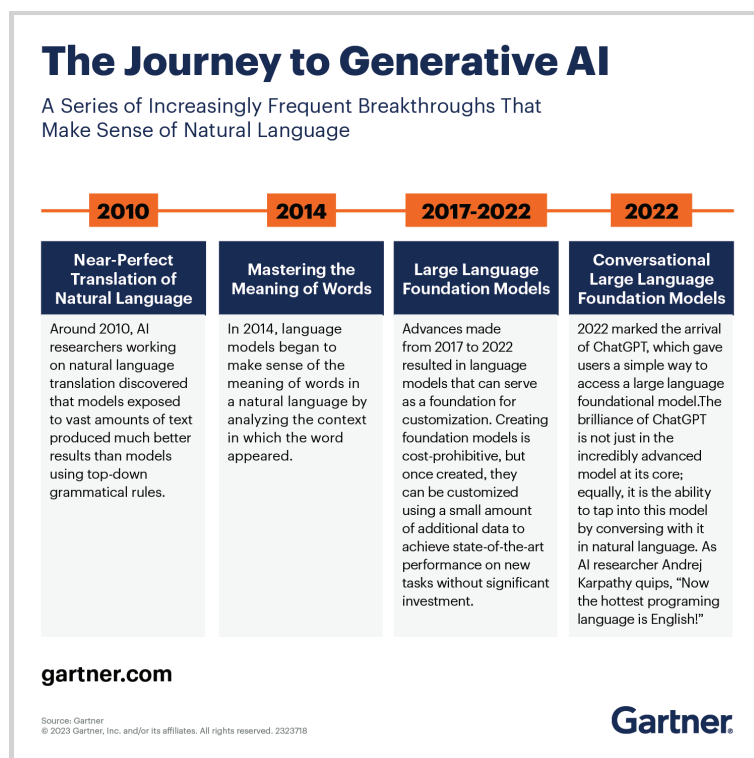 The Journey to Generative AI
A Series of Increasingly Frequent Breakthroughs That
Make Sense of Natural Language
2010
2014
2017-2022
2022
Near-Perfect
Translation of
Natural Language
Around 2010, AI
researchers working
on natural language
translation discovered
that models exposed
to vast amounts of text
produced much better
results than models
using top-down
grammatical rules.
Mastering the
Meaning of Words
In 2014, language
models began to
make sense of the
meaning of words in
a natural language by
analyzing the context
in which the word
appeared.
Large Language
Foundation Models
Advances made
from 2017 to 2022
resulted in language
models that can serve
as a foundation for
customization. Creating
foundation models is
cost-prohibitive, but
once created, they
can be customized
using a small amount
of additional data to
achieve state-of-the-art
performance on new
tasks without significant
investment.
Conversational
Large Language
Foundation Models
2022 marked the arrival
of ChatGPT, which gave
users a simple way to
access a large language
foundational model.The
brilliance of ChatGPT
is not just in the
incredibly advanced
model at its core;
equally, it is the ability
to tap into this model
by conversing with it
in natural language. As
AI researcher Andrej
Karpathy quips, “Now
the hottest programing
language is English!”
gartner.com
Source: Gartner
© 2023 Gartner, Inc. and/or its affiliates. All rights reserved. 2323718
Gartner®